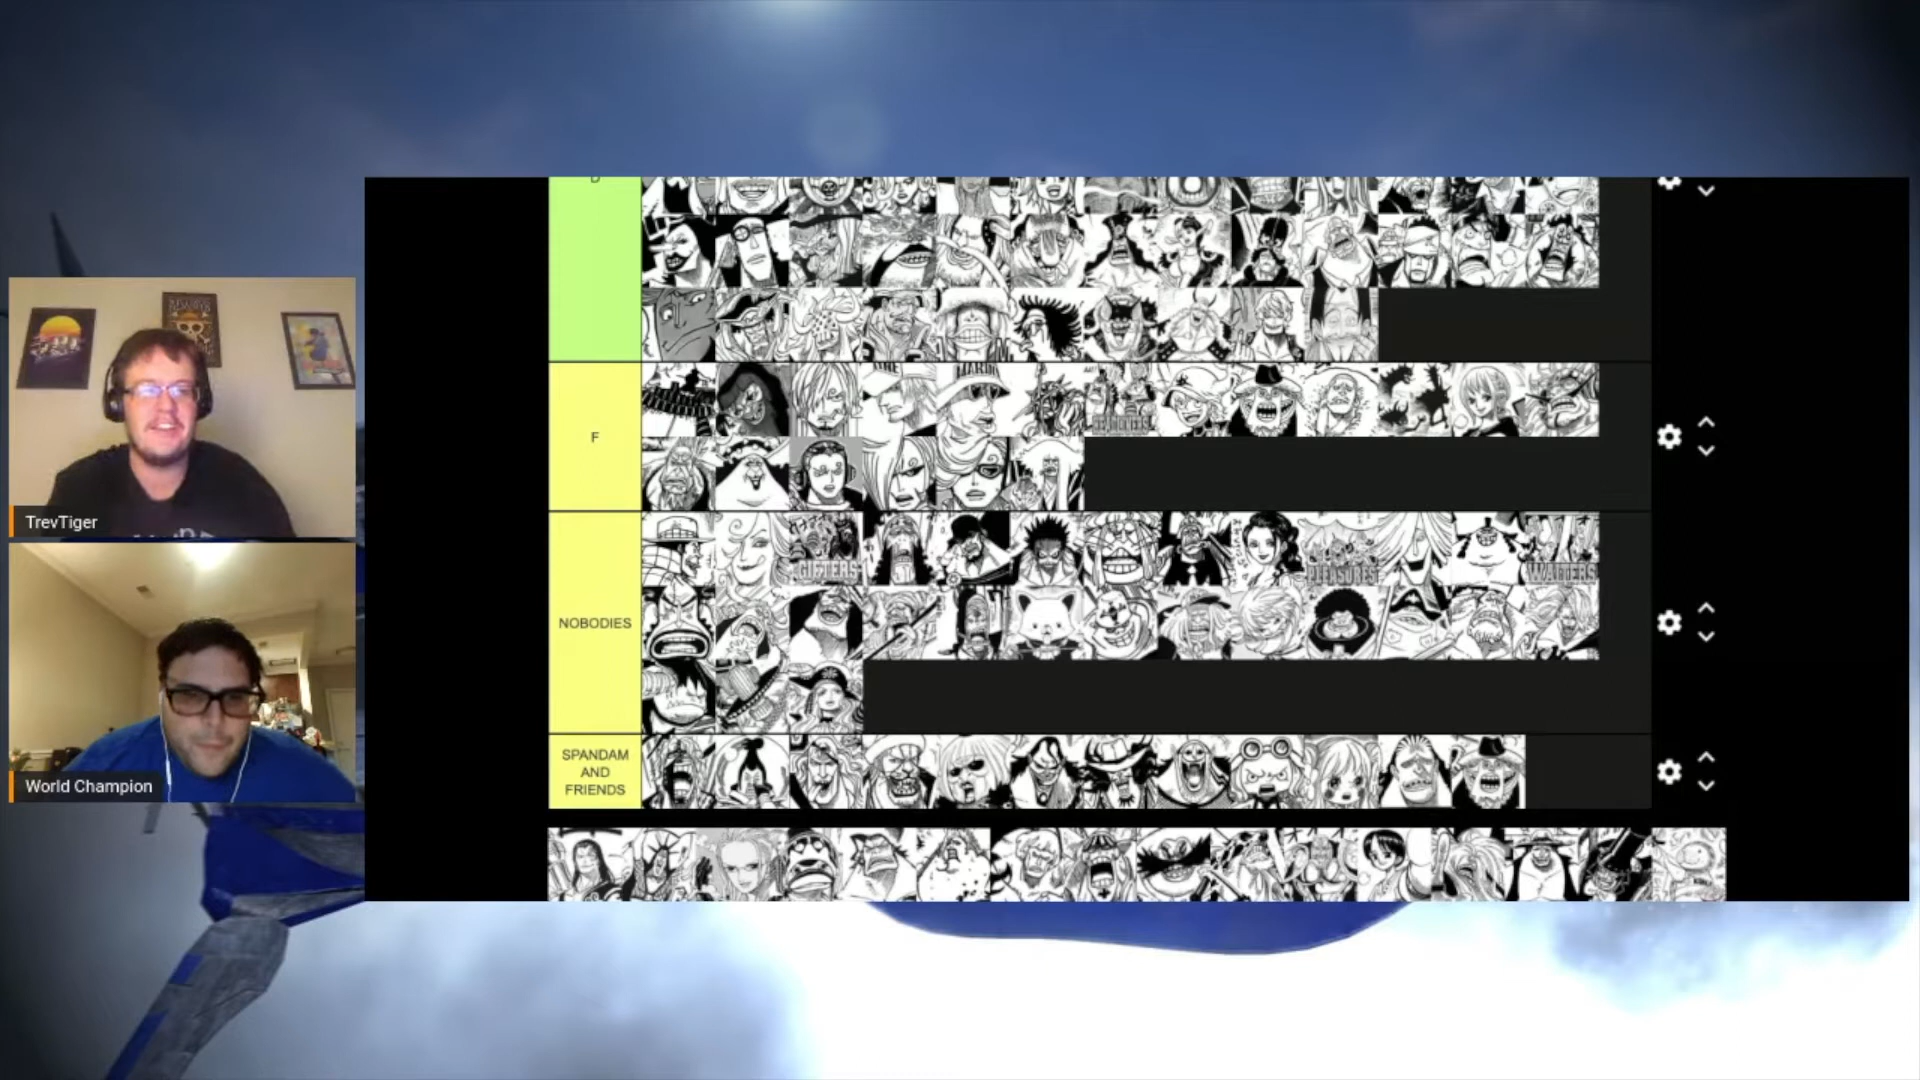 D
F
GIFTERS
PLEASURES
WAITERS
NOBODIES
SPANDAM
AND
FRIENDS
TrevTiger
World Champion